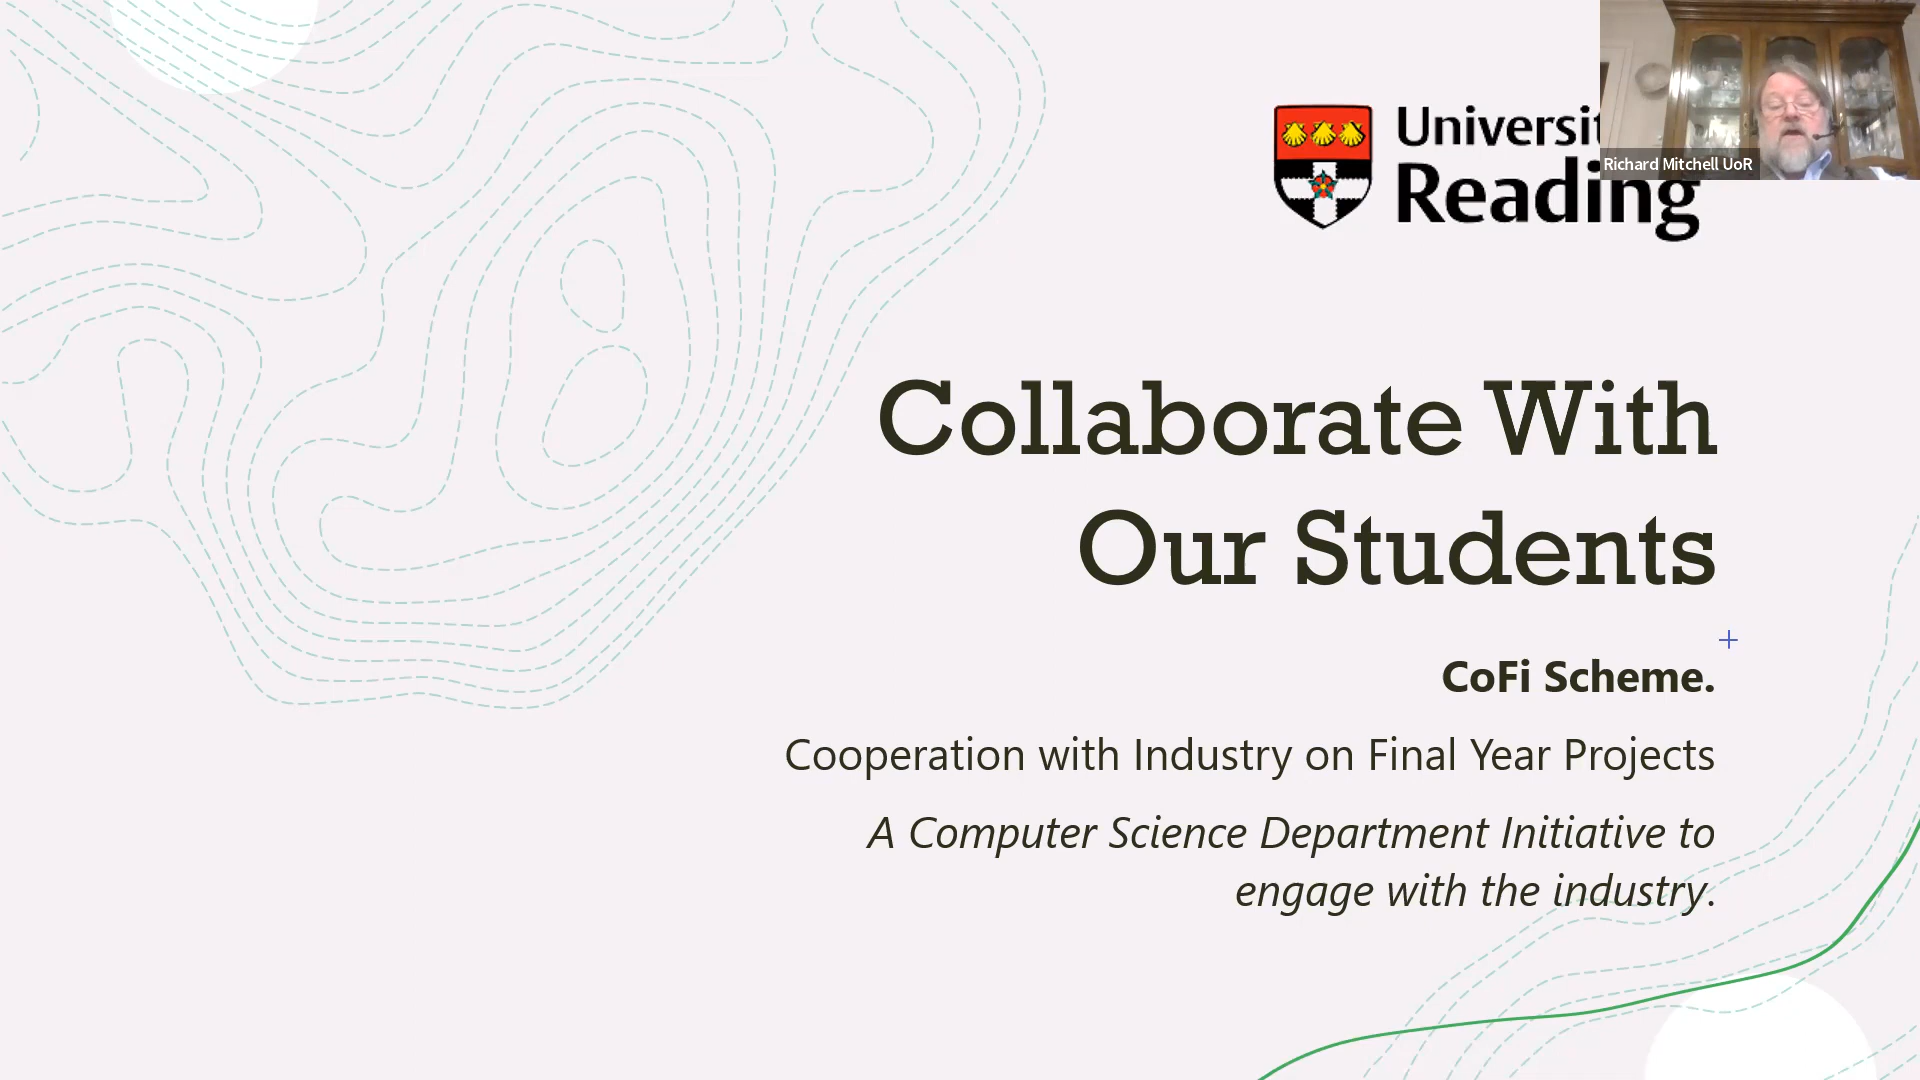 Universit
Reading
Richard Mitchell UoR
Collaborate With
Our Students
CoFi Scheme.
Cooperation with Industry on Final Year Projects
A Computer Science Department Initiative to
engage with the industry.